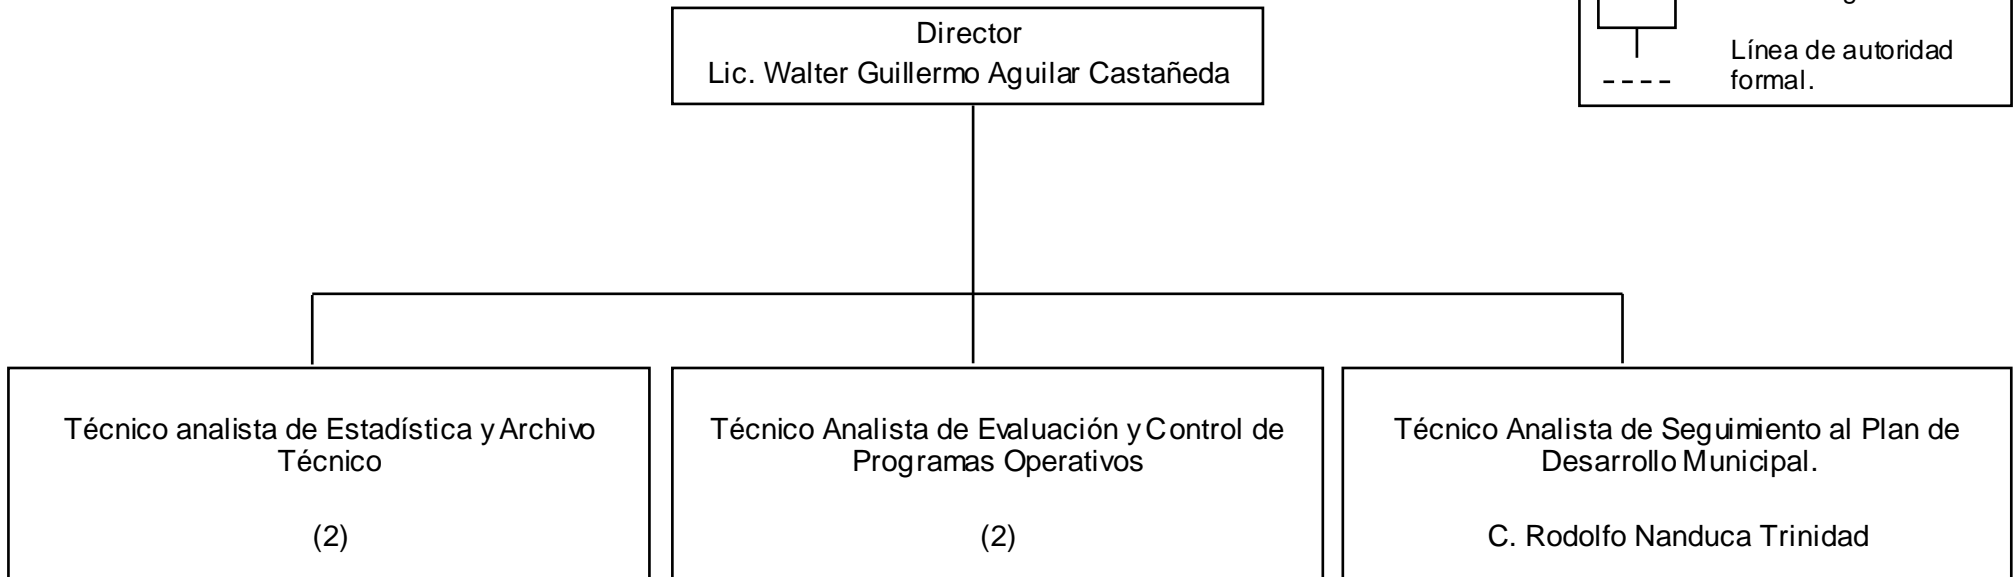 Director
Lic. Walter Guillermo Aguilar Castañeda
Línea de autoridad
formal.
Técnico analista de Estadística y Archivo
Técnico
(2)
Técnico Analista de Evaluación y Control de
Programas Operativos
(2)
Técnico Analista de Seguimiento al Plan de
Desarrollo Municipal.
C. Rodolfo Nanduca Trinidad